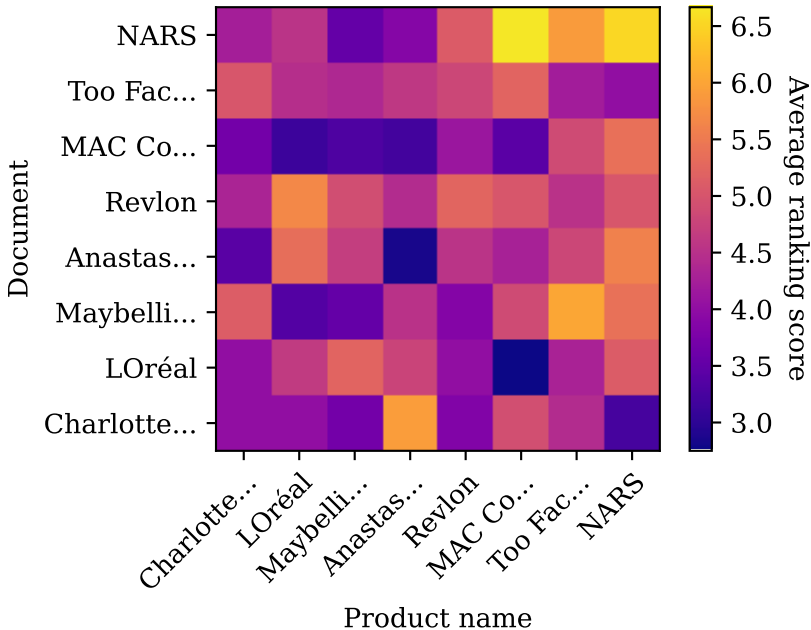 NARS
Too Fac...
MAC Co...
Revlon
Anastas...
Maybelli...
LOréal
Charlotte...
Document
Charlotte...
LOréal
Maybelli...
Anastas...
Revlon
MAC Co...
Too Fac...
NARS
Product name
6.5
6.0
5.5
5.0
4.5
4.0
3.5
3.0
Average ranking score